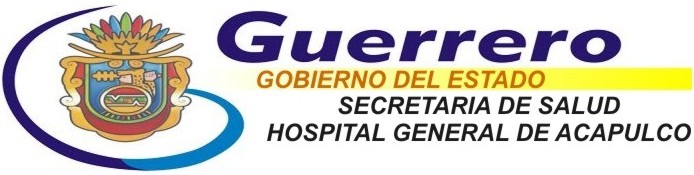 Guerrero
GOBIERNO DEL ESTADO
SECRETARIA DE SALUD
HOSPITAL GENERAL DE ACAPULCO